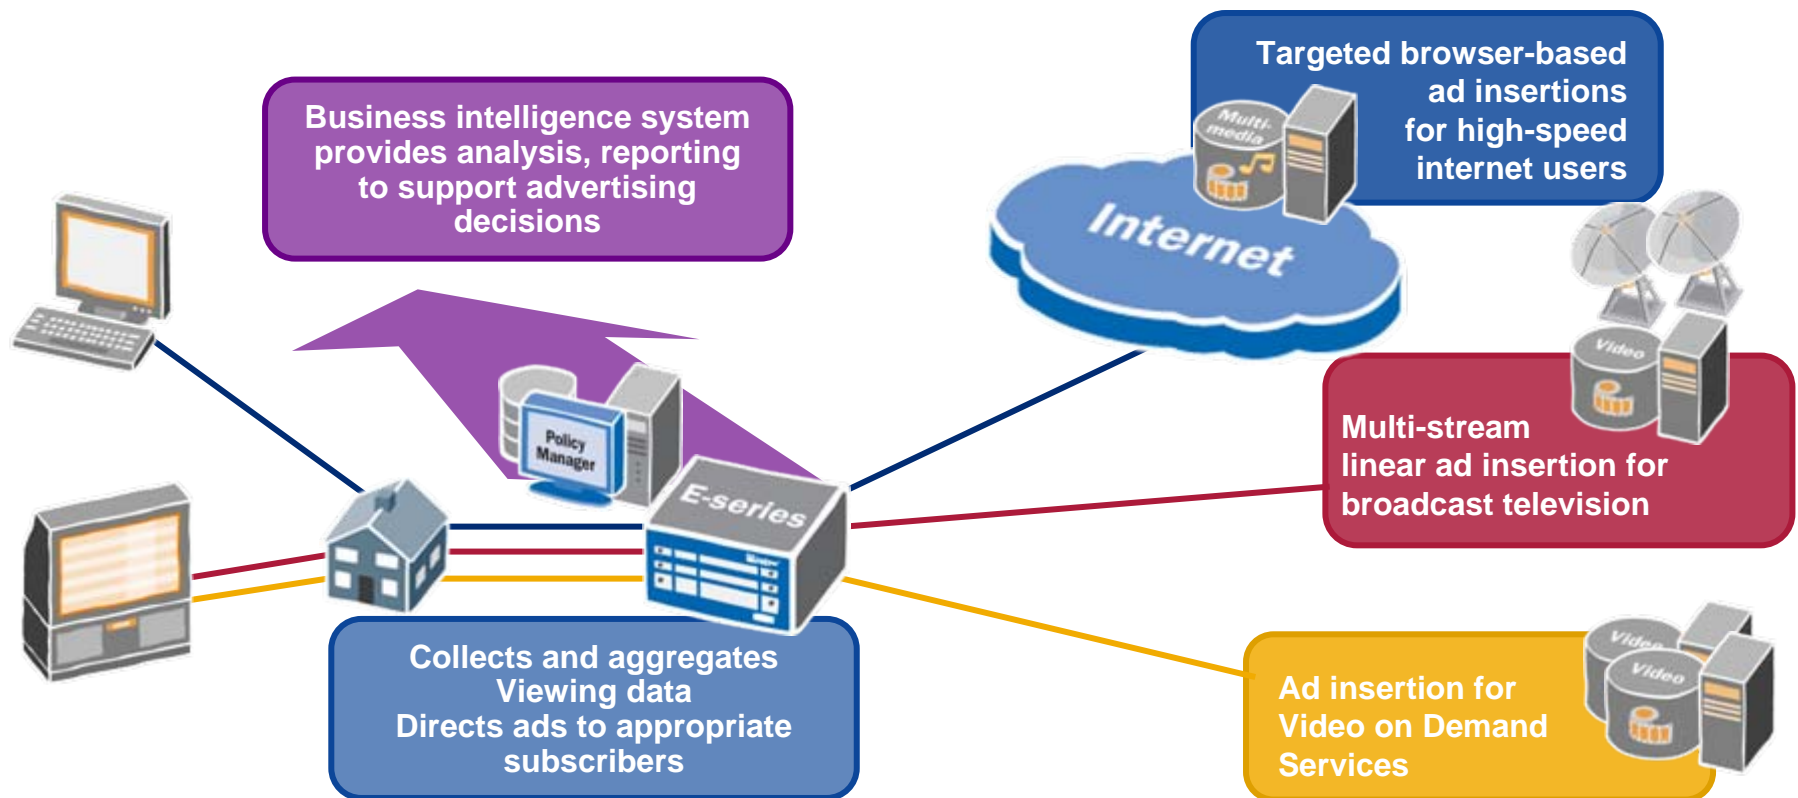 Targeted browser-based
ad insertions
for high-speed
internet users
Business intelligence system
provides analysis, reporting
to support advertising
decisions
Multi-
media
Internet
Video
Multi-stream
linear ad insertion for
broadcast television
Policy
Manager
E-series
Collects and aggregates
Viewing data
Directs ads to appropriate
subscribers
Video
Video
Ad insertion for
Video on Demand
Services